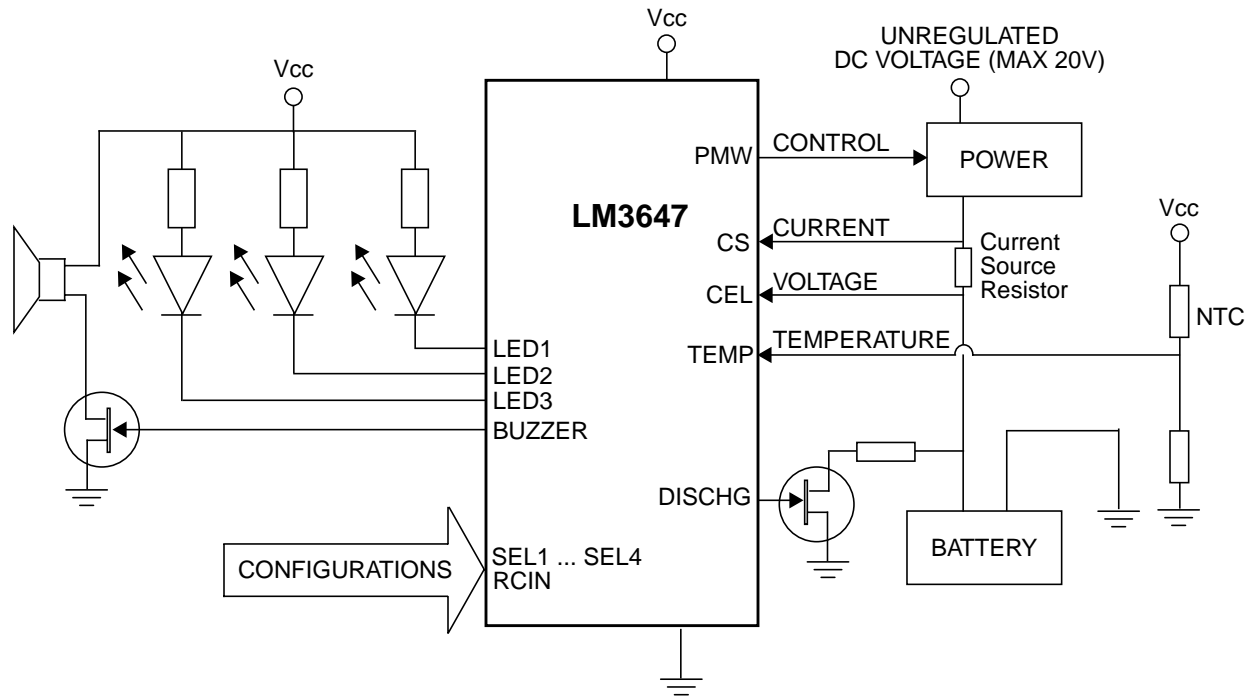 Vcc
UNREGULATED
DC VOLTAGE (MAX 20V)
Vcc
PMW
CONTROL
POWER
LM3647
Vcc
CS
CURRENT
Current
Source
Resistor
CEL
VOLTAGE
NTC
TEMP
TEMPERATURE
LED1
LED2
LED3
BUZZER
DISCHG
BATTERY
CONFIGURATIONS
SEL1 ... SEL4
RCIN